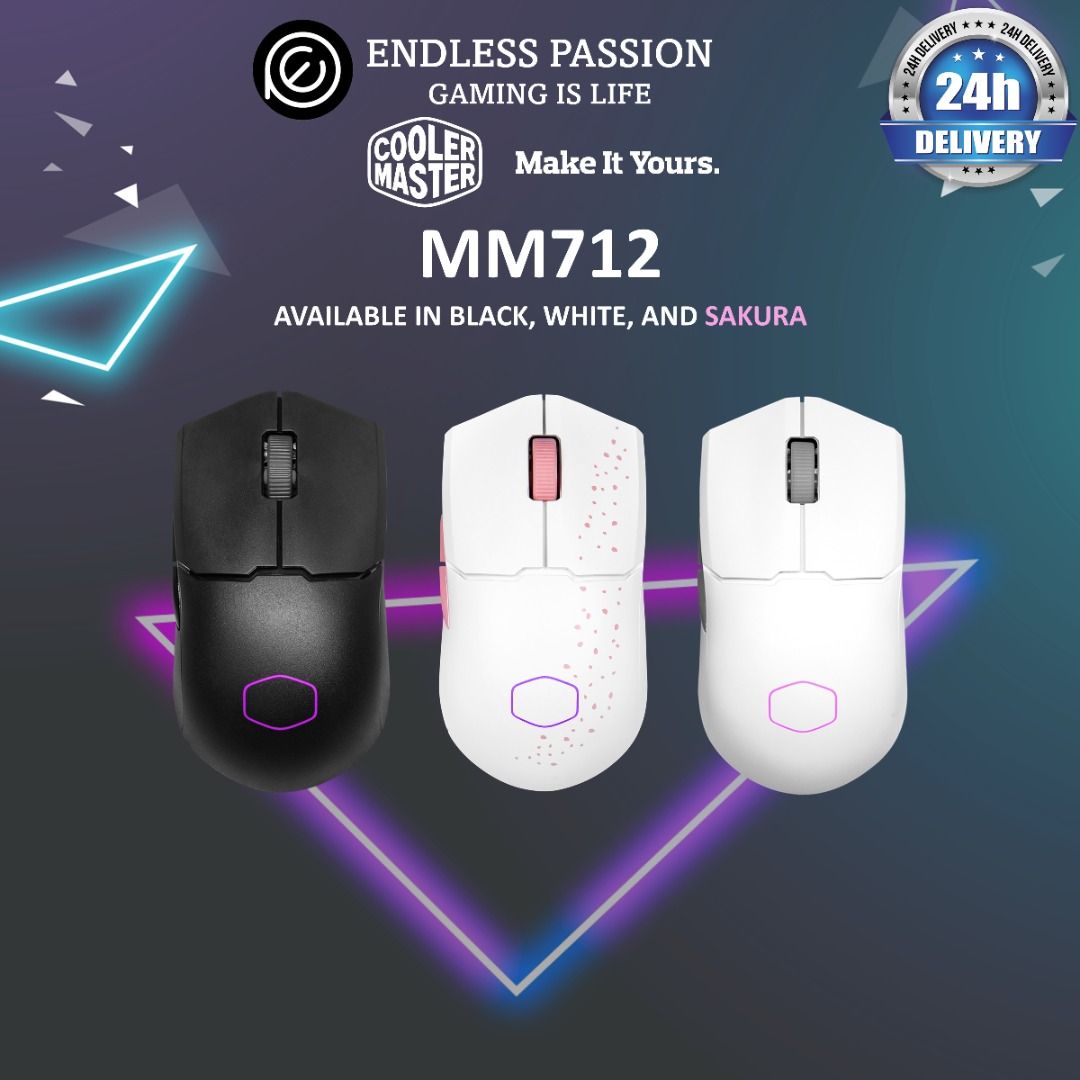 ENDLESS PASSION
GAMING IS LIFE
24H DELIVERY ★ ★ ★ 24H DELIVERY
24h
DELIVERY
COOLER
MASTER
Make It Yours.
MM712
AVAILABLE IN BLACK, WHITE, AND SAKURA